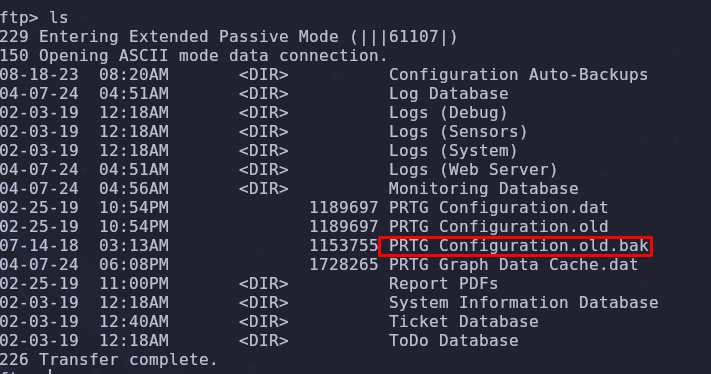 ftp> ls
229 Entering Extended Passive Mode (|||61107|)
150 Opening ASCII mode data connection.
08-18-23  08:20AM       <DIR>          Configuration Auto-Backups
04-07-24  04:51AM       <DIR>          Log Database
02-03-19  12:18AM       <DIR>          Logs (Debug)
02-03-19  12:18AM       <DIR>          Logs (Sensors)
02-03-19  12:18AM       <DIR>          Logs (System)
04-07-24  04:51AM       <DIR>          Logs (Web Server)
04-07-24  04:56AM       <DIR>          Monitoring Database
02-25-19  10:54PM              1189697 PRTG Configuration.dat
02-25-19  10:54PM              1189697 PRTG Configuration.old
07-14-18  03:13AM              1153755 PRTG Configuration.old.bak
04-07-24  06:08PM              1728265 PRTG Graph Data Cache.dat
02-25-19  11:00PM       <DIR>          Report PDFs
02-03-19  12:18AM       <DIR>          System Information Database
02-03-19  12:40AM       <DIR>          Ticket Database
02-03-19  12:18AM       <DIR>          ToDo Database
226 Transfer complete.